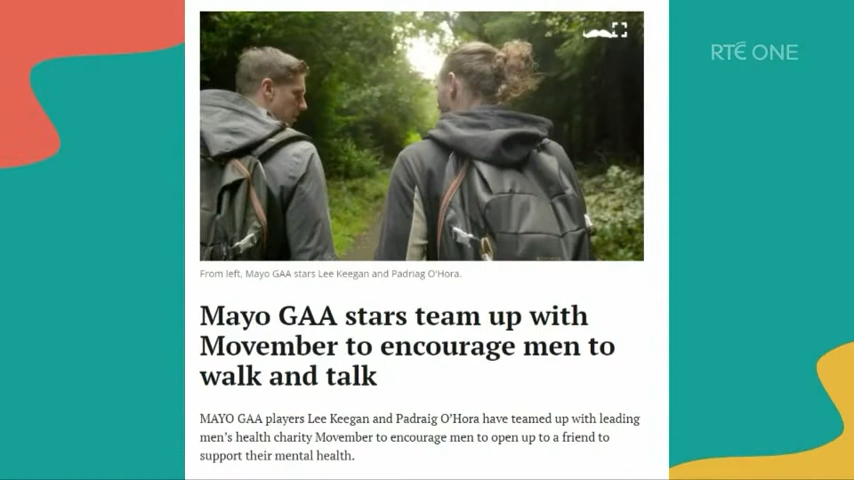 RTÉ ONE
From left, Mayo GAA stars Lee Keegan and Padriag O'Hora.
Mayo GAA stars team up with
Movember to encourage men to
walk and talk
MAYO GAA players Lee Keegan and Padraig O’Hora have teamed up with leading
men’s health charity Movember to encourage men to open up to a friend to
support their mental health.